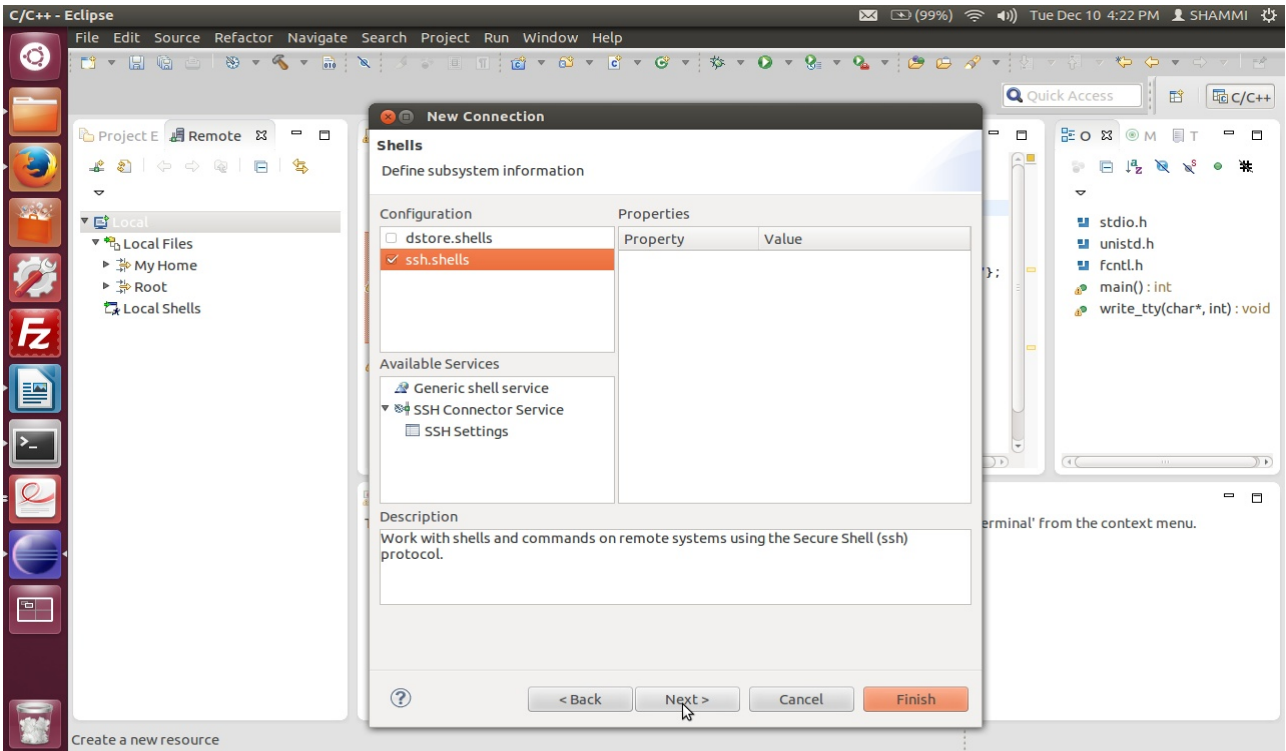 C/C++ - Eclipse
(99%)
Tue Dec 10 4:22 PM
SHAMMI
File Edit Source Refactor Navigate Search Project Run Window Help
Quick Access
C/C++
Project E
Remote
Local
Local Files
My Home
Root
Local Shells
New Connection
Shells
Define subsystem information
Configuration
dstore.shells
ssh.shells
Properties
Property Value
Available Services
Generic shell service
SSH Connector Service
SSH Settings
Description
Work with shells and commands on remote systems using the Secure Shell (ssh)
protocol.
< Back
Next >
Cancel
Finish
"};
O
M
T
stdio.h
unistd.h
fcntl.h
main() : int
write_tty(char*, int) : void
erminal' from the context menu.
Create a new resource